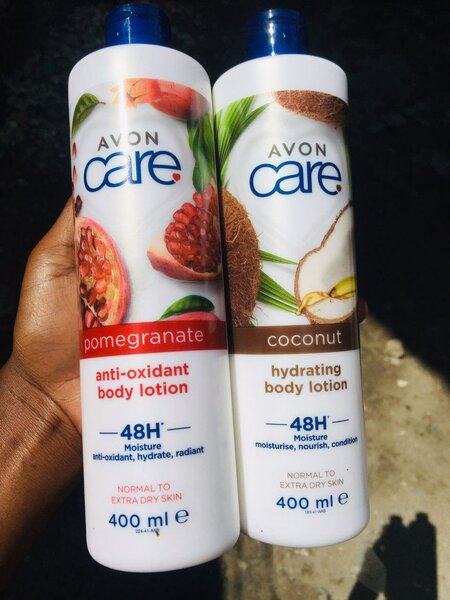 AVON
care
pomegranate
anti-oxidant
body lotion
48H*
Moisture
anti-oxidant, hydrate, radiant
NORMAL TO
EXTRA DRY SKIN
400 ml e
AVON
care
coconut
hydrating
body lotion
48H*
Moisture
moisturise, nourish, condition
NORMAL TO
EXTRA DRY SKIN
400 ml e